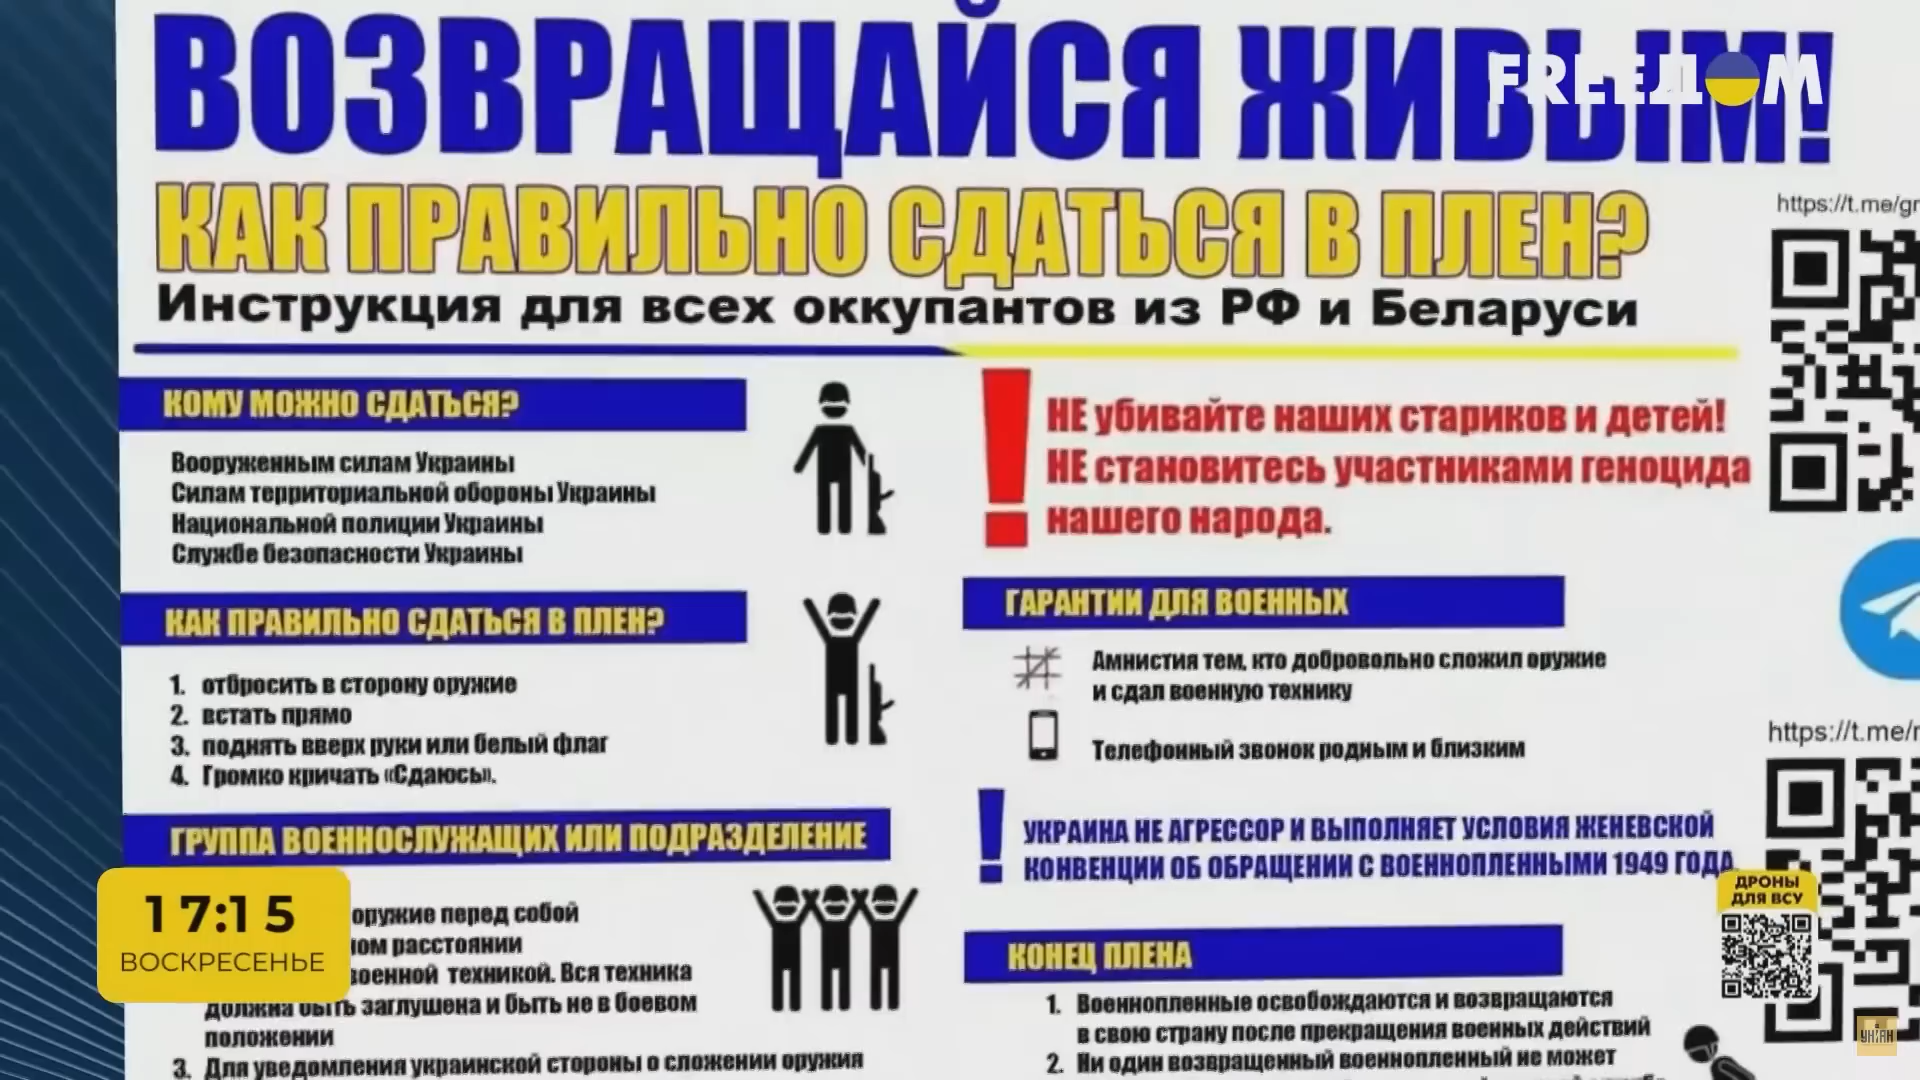 ВОЗВРАЩАЙСЯ ЖИВЫМ!
FREEДOM
КАК ПРАВИЛЬНО СДАТЬСЯ В ПЛЕН?
Инструкция для всех оккупантов из РФ и Беларуси
https://t.me/gr
КОМУ МОЖНО СДАТЬСЯ?
Вооруженным силам Украины
Силам территориальной обороны Украины
Национальной полиции Украины
Службе безопасности Украины
КАК ПРАВИЛЬНО СДАТЬСЯ В ПЛЕН?
1. отбросить в сторону оружие
2. встать прямо
3. поднять вверх руки или белый флаг
4. Громко кричать «Сдаюсь».
ГРУППА ВОЕННОСЛУЖАЩИХ ИЛИ ПОДРАЗДЕЛЕНИЕ
оружие перед собой
расстоянии
военной техникой. Вся техника
должна быть заглушена и быть не в боевом
положении
3. Для уведомления украинской стороны о сложении оружия
НЕ убивайте наших стариков и детей!
НЕ становитесь участниками геноцида
нашего народа.
ГАРАНТИИ ДЛЯ ВОЕННЫХ
Амнистия тем, кто добровольно сложил оружие
и сдал военную технику
Телефонный звонок родным и близким
УКРАИНА НЕ АГРЕССОР И ВЫПОЛНЯЕТ УСЛОВИЯ ЖЕНЕВСКОЙ
КОНВЕНЦИИ ОБ ОБРАЩЕНИИ С ВОЕННОПЛЕННЫМИ 1949 ГОДА
КОНЕЦ ПЛЕНА
1. Военнопленные освобождаются и возвращаются
в свою страну после прекращения военных действий
2. Ни один возвращенный военнопленный не может
https://t.me/r
ДРОНЫ
ДЛЯ ВСУ
УНІАН
17:15
ВОСКРЕСЕНЬЕ